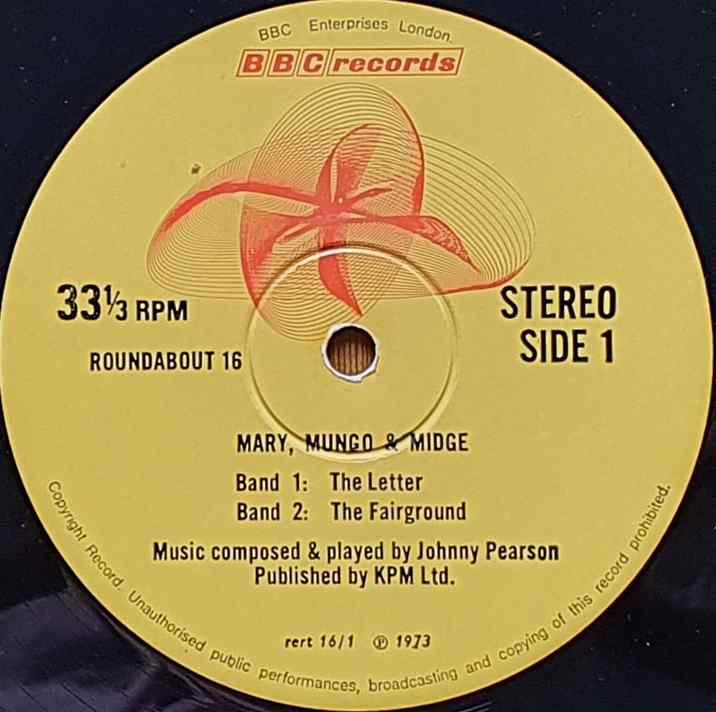 BBC Enterprises London.
BBC records
33⅓ RPM
STEREO
SIDE 1
ROUNDABOUT 16
MARY, MUNGO & MIDGE
Band 1: The Letter
Band 2: The Fairground
Music composed & played by Johnny Pearson
Published by KPM Ltd.
rert 16/1 ℗ 1973
Copyright Record. Unauthorised public performances, broadcasting and copying of this record prohibited.